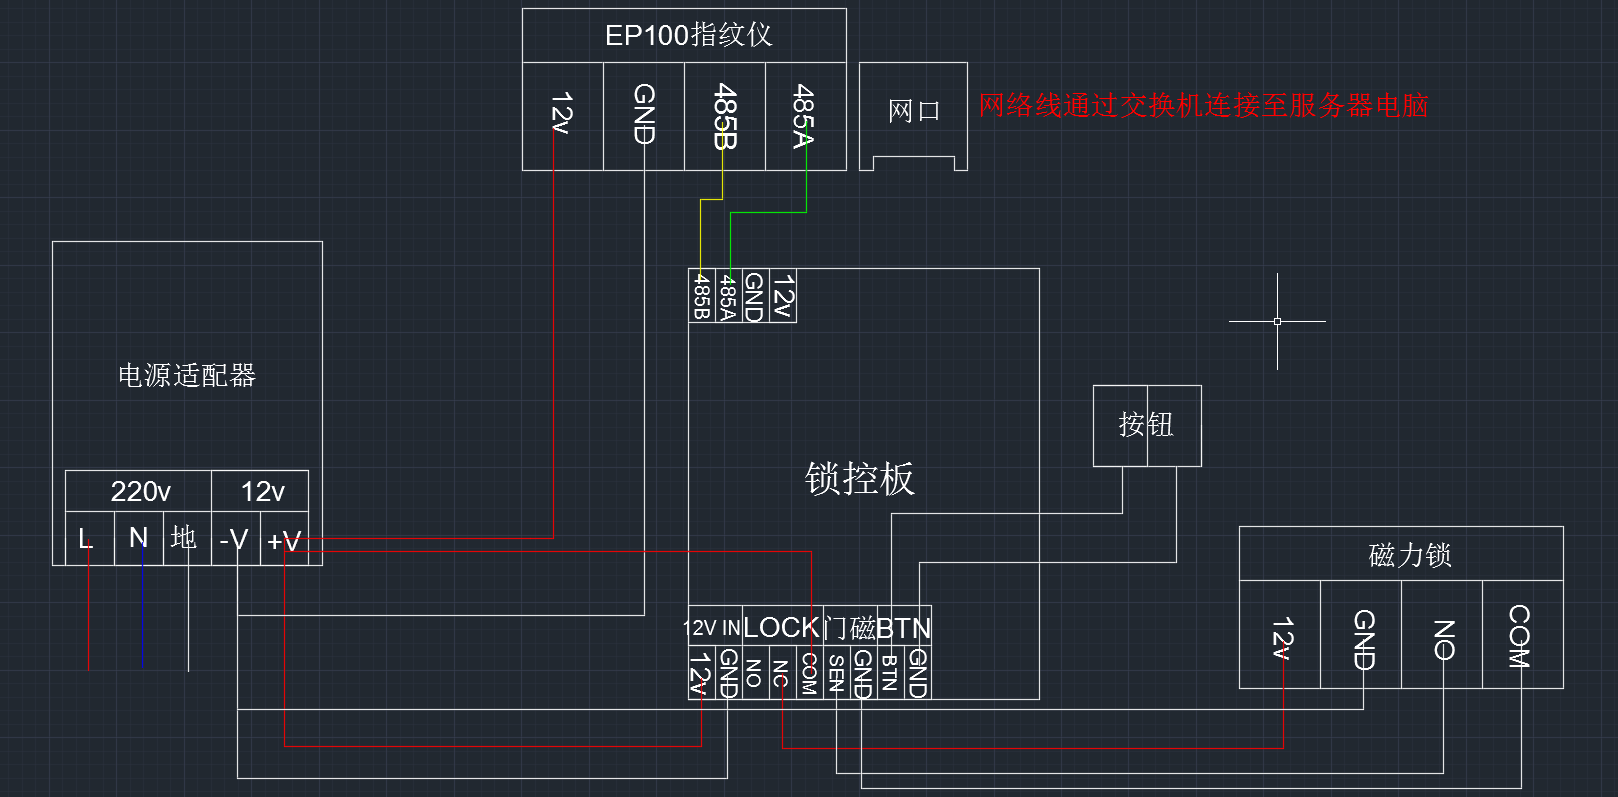 EP100指纹仪
12v
GND
485B
485A
网口
网络线通过交换机连接至服务器电脑
485B
485A
GND
12v
电源适配器
220v
12v
L
N
地
-V
+V
锁控板
按钮
12V IN
LOCK
门磁
BTN
12v
GND
NO
NC
COM
SEN
GND
BTN
GND
磁力锁
12v
GND
NO
COM